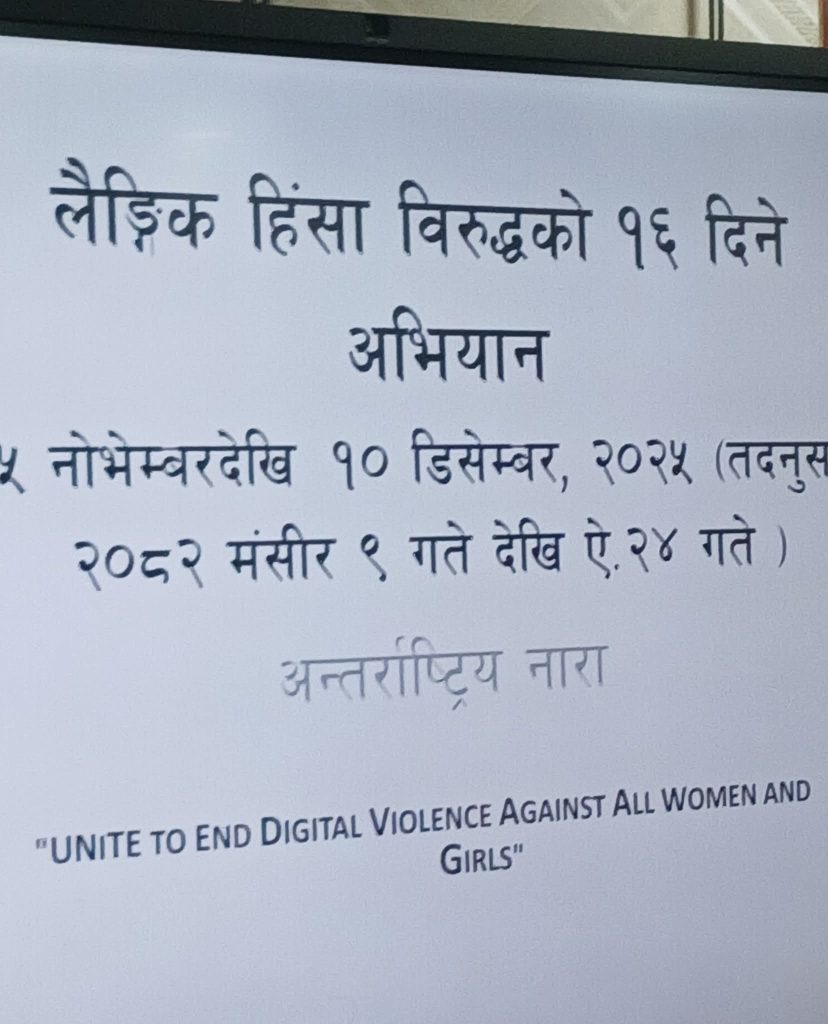 लैङ्गिक हिंसा विरुद्धको १६ दिने
अभियान
५ नोभेम्बरदेखि १० डिसेम्बर, २०२५ (तदनुस
२०८२ मंसीर ९ गते देखि ऐ.२४ गते )
अन्तर्राष्ट्रिय नारा
"UNITE TO END DIGITAL VIOLENCE AGAINST ALL WOMEN AND
GIRLS"